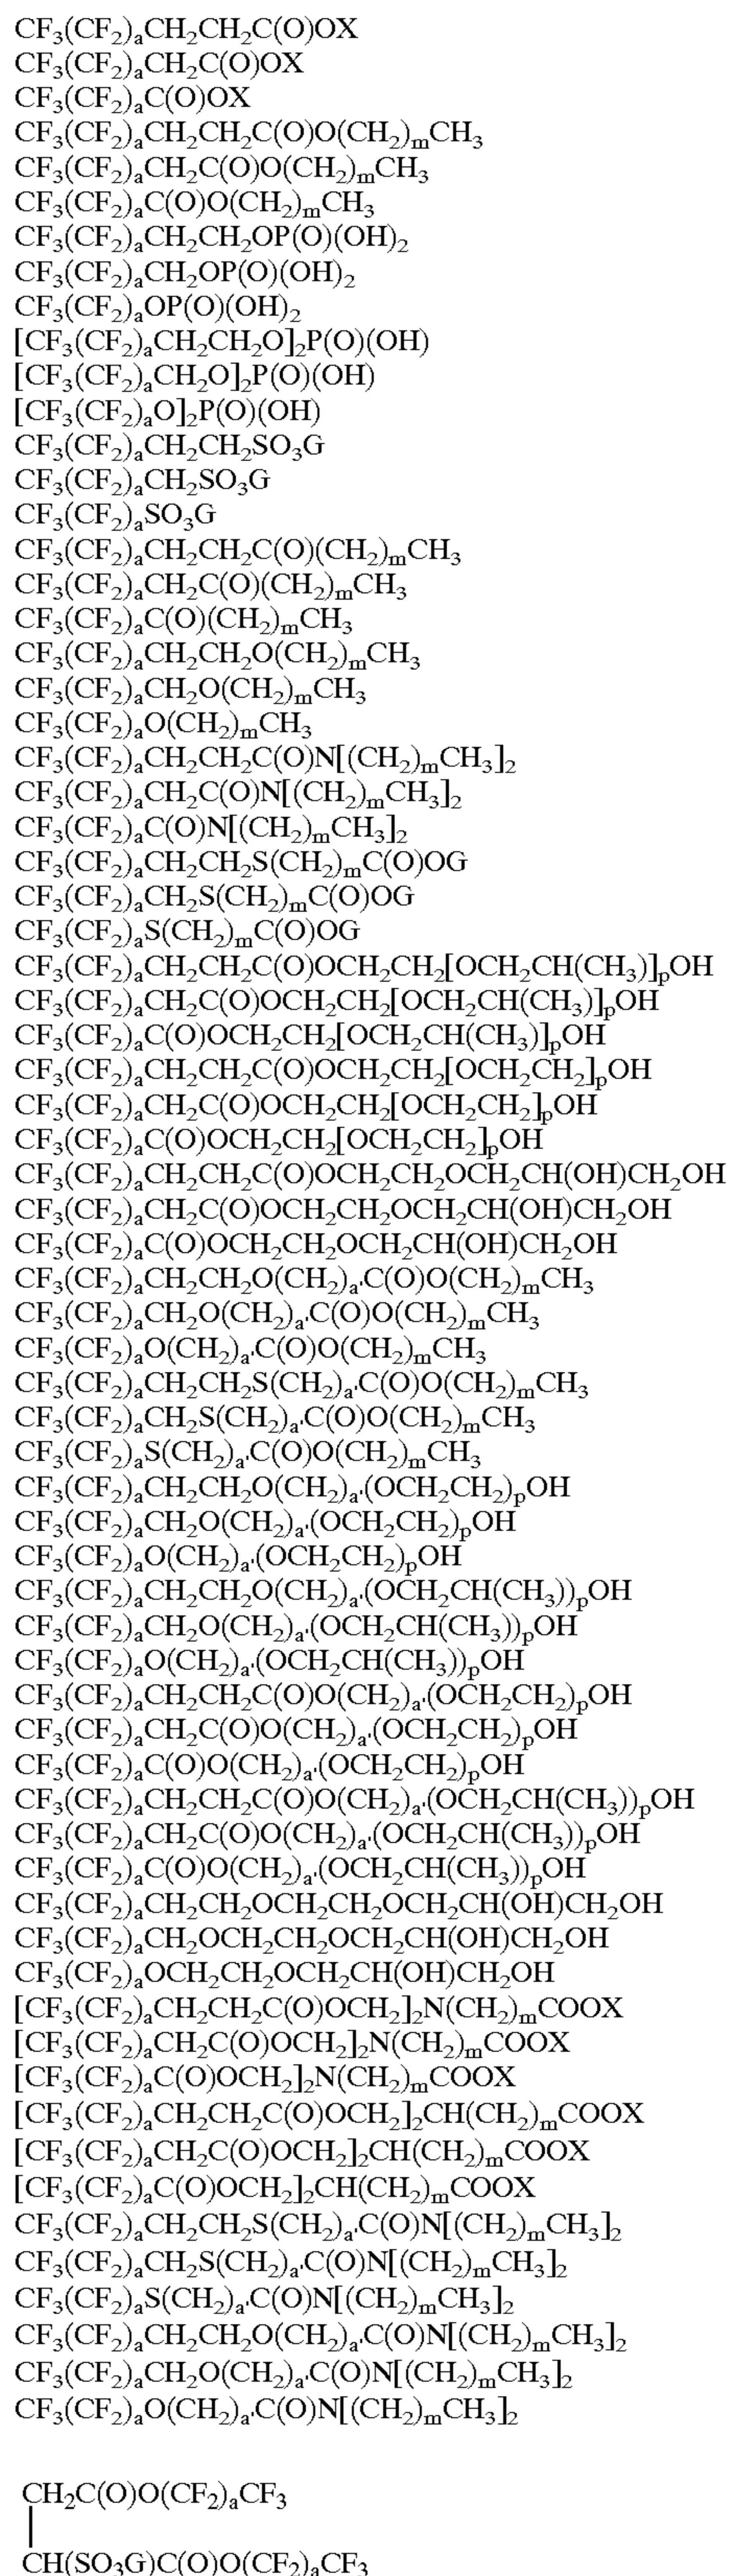 CF₃(CF₂)ₐCH₂CH₂C(O)OX
CF₃(CF₂)ₐCH₂C(O)OX
CF₃(CF₂)ₐC(O)OX
CF₃(CF₂)ₐCH₂CH₂C(O)O(CH₂)ₘCH₃
CF₃(CF₂)ₐCH₂C(O)O(CH₂)ₘCH₃
CF₃(CF₂)ₐC(O)O(CH₂)ₘCH₃
CF₃(CF₂)ₐCH₂CH₂OP(O)(OH)₂
CF₃(CF₂)ₐCH₂OP(O)(OH)₂
CF₃(CF₂)ₐOP(O)(OH)₂
[CF₃(CF₂)ₐCH₂CH₂O]₂P(O)(OH)
[CF₃(CF₂)ₐCH₂O]₂P(O)(OH)
[CF₃(CF₂)ₐO]₂P(O)(OH)
CF₃(CF₂)ₐCH₂CH₂SO₃G
CF₃(CF₂)ₐCH₂SO₃G
CF₃(CF₂)ₐSO₃G
CF₃(CF₂)ₐCH₂CH₂C(O)(CH₂)ₘCH₃
CF₃(CF₂)ₐCH₂C(O)(CH₂)ₘCH₃
CF₃(CF₂)ₐC(O)(CH₂)ₘCH₃
CF₃(CF₂)ₐCH₂CH₂O(CH₂)ₘCH₃
CF₃(CF₂)ₐCH₂O(CH₂)ₘCH₃
CF₃(CF₂)ₐO(CH₂)ₘCH₃
CF₃(CF₂)ₐCH₂CH₂C(O)N[(CH₂)ₘCH₃]₂
CF₃(CF₂)ₐCH₂C(O)N[(CH₂)ₘCH₃]₂
CF₃(CF₂)ₐC(O)N[(CH₂)ₘCH₃]₂
CF₃(CF₂)ₐCH₂CH₂S(CH₂)ₘC(O)OG
CF₃(CF₂)ₐCH₂S(CH₂)ₘC(O)OG
CF₃(CF₂)ₐS(CH₂)ₘC(O)OG
CF₃(CF₂)ₐCH₂CH₂C(O)OCH₂CH₂[OCH₂CH(CH₃)]ₚOH
CF₃(CF₂)ₐCH₂C(O)OCH₂CH₂[OCH₂CH(CH₃)]ₚOH
CF₃(CF₂)ₐC(O)OCH₂CH₂[OCH₂CH(CH₃)]ₚOH
CF₃(CF₂)ₐCH₂CH₂C(O)OCH₂CH₂[OCH₂CH₂]ₚOH
CF₃(CF₂)ₐCH₂C(O)OCH₂CH₂[OCH₂CH₂]ₚOH
CF₃(CF₂)ₐC(O)OCH₂CH₂[OCH₂CH₂]ₚOH
CF₃(CF₂)ₐCH₂CH₂C(O)OCH₂CH₂OCH₂CH(OH)CH₂OH
CF₃(CF₂)ₐCH₂C(O)OCH₂CH₂OCH₂CH(OH)CH₂OH
CF₃(CF₂)ₐC(O)OCH₂CH₂OCH₂CH(OH)CH₂OH
CF₃(CF₂)ₐCH₂CH₂O(CH₂)ₐ'C(O)O(CH₂)ₘCH₃
CF₃(CF₂)ₐCH₂O(CH₂)ₐ'C(O)O(CH₂)ₘCH₃
CF₃(CF₂)ₐO(CH₂)ₐ'C(O)O(CH₂)ₘCH₃
CF₃(CF₂)ₐCH₂CH₂S(CH₂)ₐ'C(O)O(CH₂)ₘCH₃
CF₃(CF₂)ₐCH₂S(CH₂)ₐ'C(O)O(CH₂)ₘCH₃
CF₃(CF₂)ₐS(CH₂)ₐ'C(O)O(CH₂)ₘCH₃
CF₃(CF₂)ₐCH₂CH₂O(CH₂)ₐ'(OCH₂CH₂)ₚOH
CF₃(CF₂)ₐCH₂O(CH₂)ₐ'(OCH₂CH₂)ₚOH
CF₃(CF₂)ₐO(CH₂)ₐ'(OCH₂CH₂)ₚOH
CF₃(CF₂)ₐCH₂CH₂O(CH₂)ₐ'(OCH₂CH(CH₃))ₚOH
CF₃(CF₂)ₐCH₂O(CH₂)ₐ'(OCH₂CH(CH₃))ₚOH
CF₃(CF₂)ₐO(CH₂)ₐ'(OCH₂CH(CH₃))ₚOH
CF₃(CF₂)ₐCH₂CH₂C(O)O(CH₂)ₐ'(OCH₂CH₂)ₚOH
CF₃(CF₂)ₐCH₂C(O)O(CH₂)ₐ'(OCH₂CH₂)ₚOH
CF₃(CF₂)ₐC(O)O(CH₂)ₐ'(OCH₂CH₂)ₚOH
CF₃(CF₂)ₐCH₂CH₂C(O)O(CH₂)ₐ'(OCH₂CH(CH₃))ₚOH
CF₃(CF₂)ₐCH₂C(O)O(CH₂)ₐ'(OCH₂CH(CH₃))ₚOH
CF₃(CF₂)ₐC(O)O(CH₂)ₐ'(OCH₂CH(CH₃))ₚOH
CF₃(CF₂)ₐCH₂CH₂OCH₂CH₂OCH₂CH(OH)CH₂OH
CF₃(CF₂)ₐCH₂OCH₂CH₂OCH₂CH(OH)CH₂OH
CF₃(CF₂)ₐOCH₂CH₂OCH₂CH(OH)CH₂OH
[CF₃(CF₂)ₐCH₂CH₂C(O)OCH₂]₂N(CH₂)ₘCOOX
[CF₃(CF₂)ₐCH₂C(O)OCH₂]₂N(CH₂)ₘCOOX
[CF₃(CF₂)ₐC(O)OCH₂]₂N(CH₂)ₘCOOX
[CF₃(CF₂)ₐCH₂CH₂C(O)OCH₂]₂CH(CH₂)ₘCOOX
[CF₃(CF₂)ₐCH₂C(O)OCH₂]₂CH(CH₂)ₘCOOX
[CF₃(CF₂)ₐC(O)OCH₂]₂CH(CH₂)ₘCOOX
CF₃(CF₂)ₐCH₂CH₂S(CH₂)ₐ'C(O)N[(CH₂)ₘCH₃]₂
CF₃(CF₂)ₐCH₂S(CH₂)ₐ'C(O)N[(CH₂)ₘCH₃]₂
CF₃(CF₂)ₐS(CH₂)ₐ'C(O)N[(CH₂)ₘCH₃]₂
CF₃(CF₂)ₐCH₂CH₂O(CH₂)ₐ'C(O)N[(CH₂)ₘCH₃]₂
CF₃(CF₂)ₐCH₂O(CH₂)ₐ'C(O)N[(CH₂)ₘCH₃]₂
CF₃(CF₂)ₐO(CH₂)ₐ'C(O)N[(CH₂)ₘCH₃]₂
CH₂C(O)O(CF₂)ₐCF₃
CH(SO₃G)C(O)O(CF₂)ₐCF₃